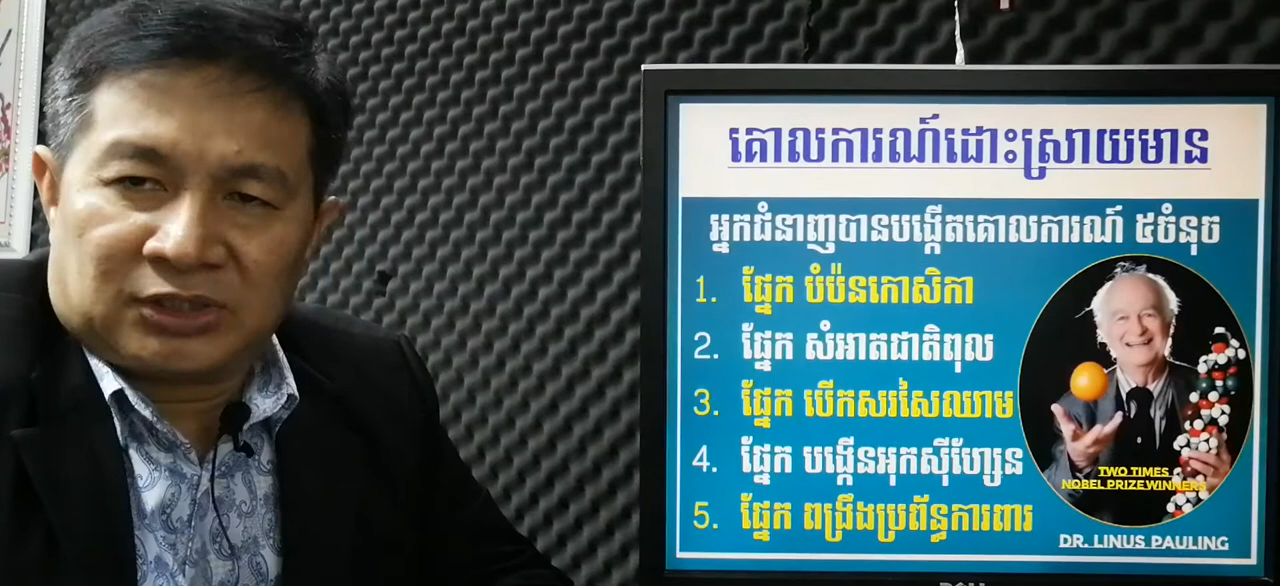 គោលការណ៍ដោះស្រាយមាន
អ្នកជំនាញបានបង្កើតគោលការណ៍ ៥ចំនុច
1. ផ្នែក បំប៉នកោសិកា
2. ផ្នែក សំអាតជាតិពុល
3. ផ្នែក បើកសរសៃឈាម
4. ផ្នែក បង្កើនអុកស៊ីហ្សែន
5. ផ្នែក ពង្រឹងប្រព័ន្ធការពារ
TWO TIMES
NOBEL PRIZE WINNERS
DR. LINUS PAULING